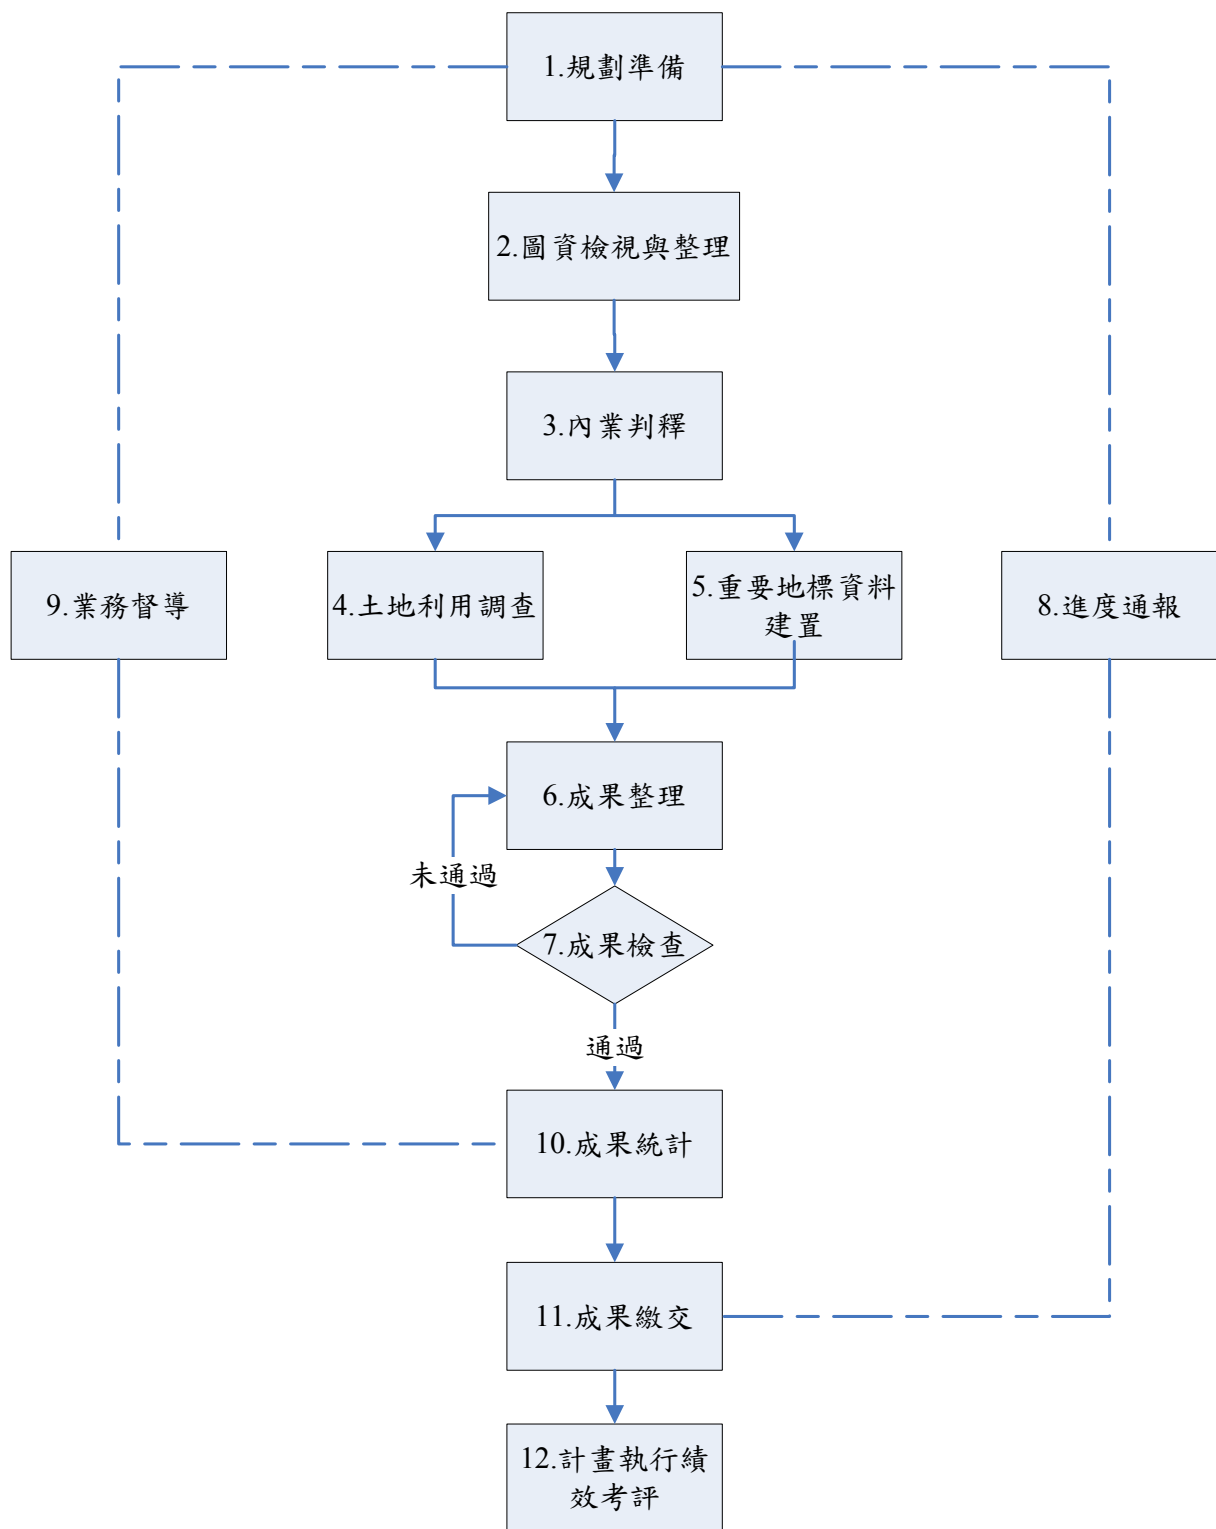 1.規劃準備
2.圖資檢視與整理
3.內業判釋
9.業務督導
4.土地利用調查
5.重要地標資料
建置
8.進度通報
6.成果整理
未通過
7.成果檢查
通過
10.成果統計
11.成果繳交
12.計畫執行績
效考評